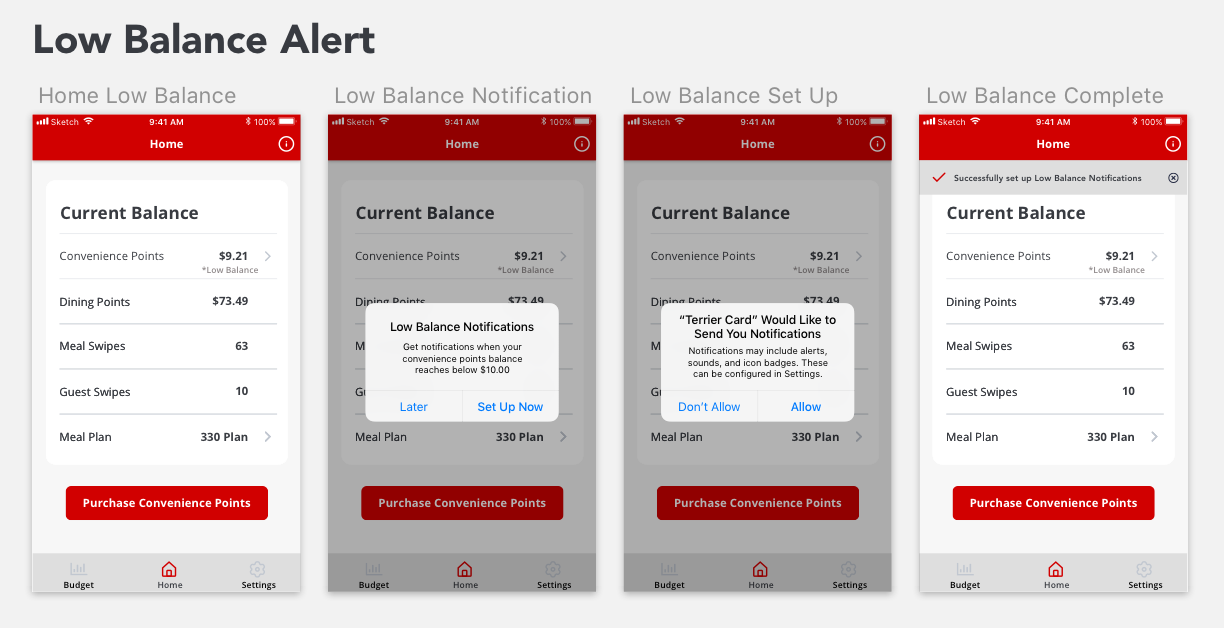 Low Balance Alert
Home Low Balance
Sketch 9:41 AM 100%
Home
Current Balance
Convenience Points $9.21
*Low Balance
Dining Points $73.49
Meal Swipes 63
Guest Swipes 10
Meal Plan 330 Plan
Purchase Convenience Points
Budget Home Settings
Low Balance Notification
Sketch 9:41 AM 100%
Home
Current Balance
Convenience Points $9.21
*Low Balance
Dining Points $73.49
Low Balance Notifications
Get notifications when your
convenience points balance
reaches below $10.00
Later Set Up Now
Meal Plan 330 Plan
Purchase Convenience Points
Budget Home Settings
Low Balance Set Up
Sketch 9:41 AM 100%
Home
Current Balance
Convenience Points $9.21
*Low Balance
Dining Points $73.49
“Terrier Card” Would Like to
Send You Notifications
Notifications may include alerts,
sounds, and icon badges. These
can be configured in Settings.
Don’t Allow Allow
Meal Plan 330 Plan
Purchase Convenience Points
Budget Home Settings
Low Balance Complete
Sketch 9:41 AM 100%
Home
Successfully set up Low Balance Notifications
Current Balance
Convenience Points $9.21
*Low Balance
Dining Points $73.49
Meal Swipes 63
Guest Swipes 10
Meal Plan 330 Plan
Purchase Convenience Points
Budget Home Settings